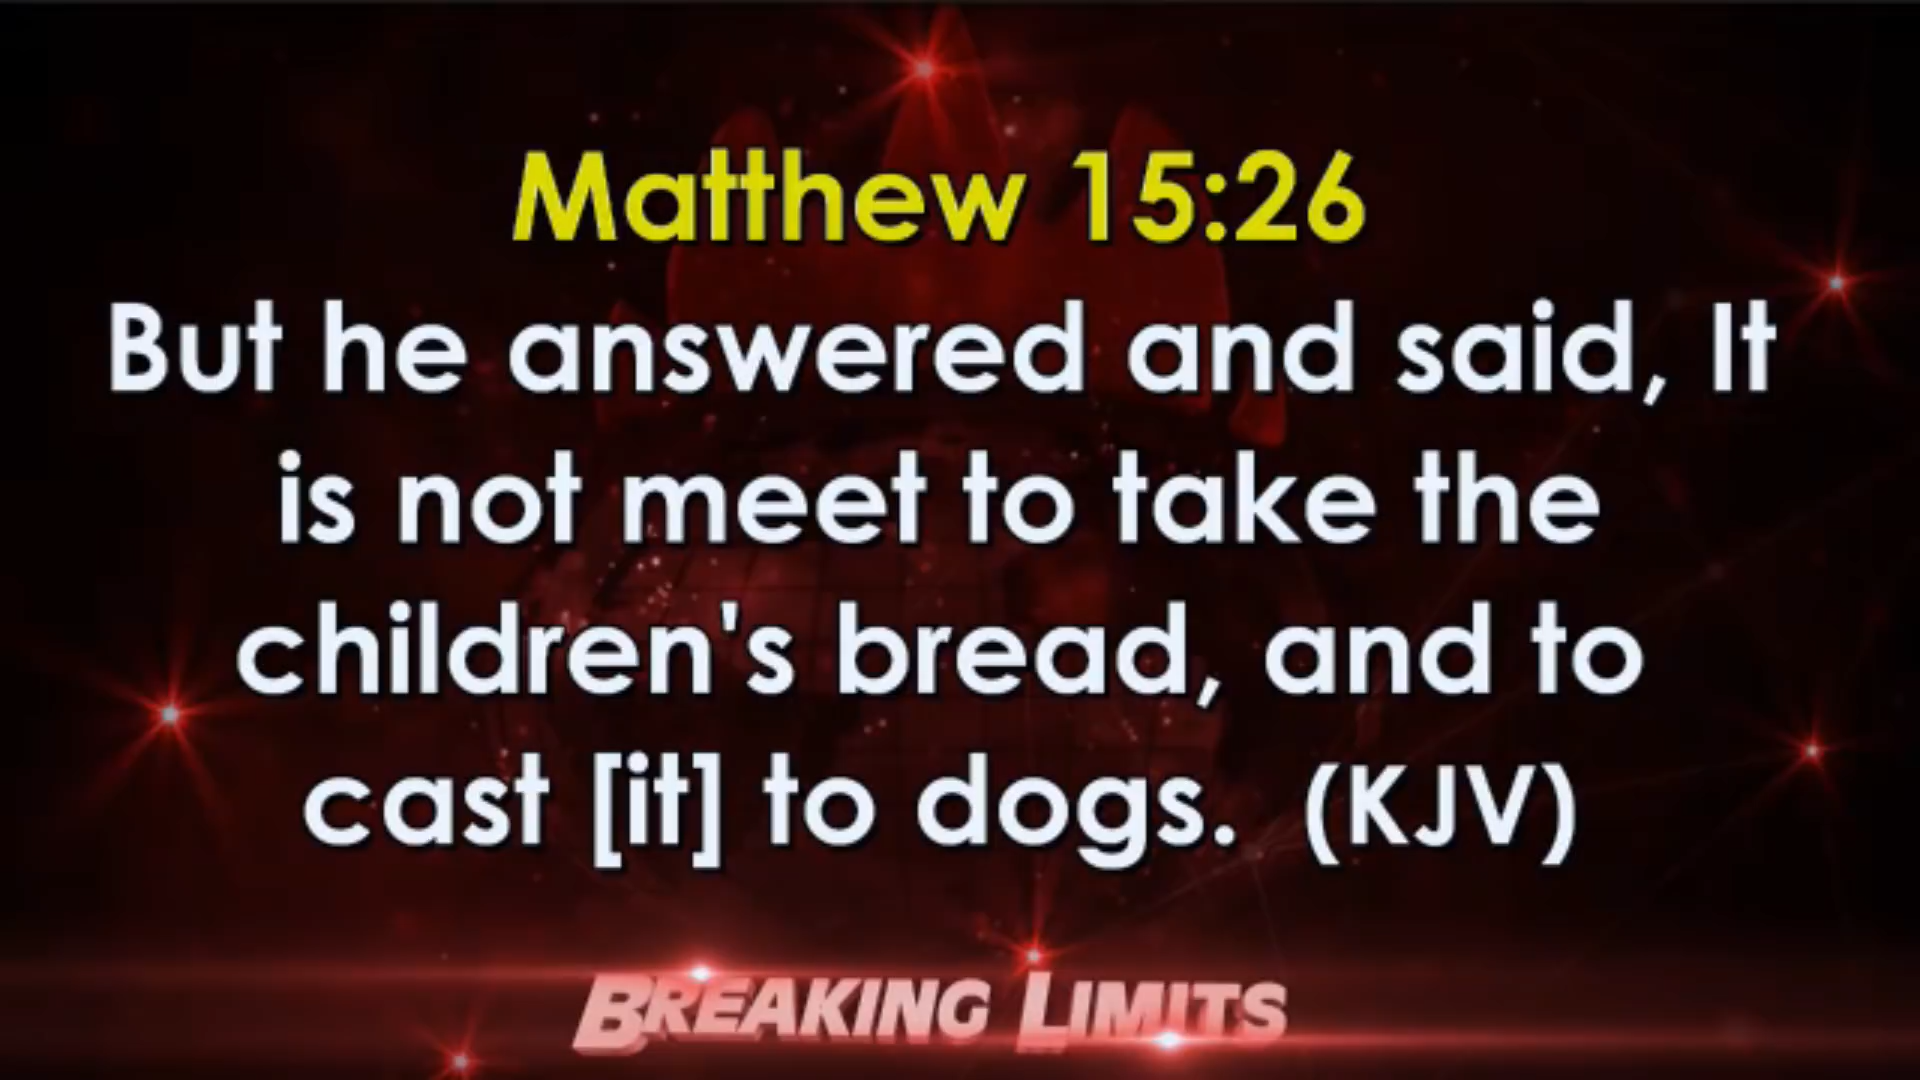 Matthew 15:26
But he answered and said, It
is not meet to take the
children's bread, and to
cast [it] to dogs. (KJV)
BREAKING LIMITS